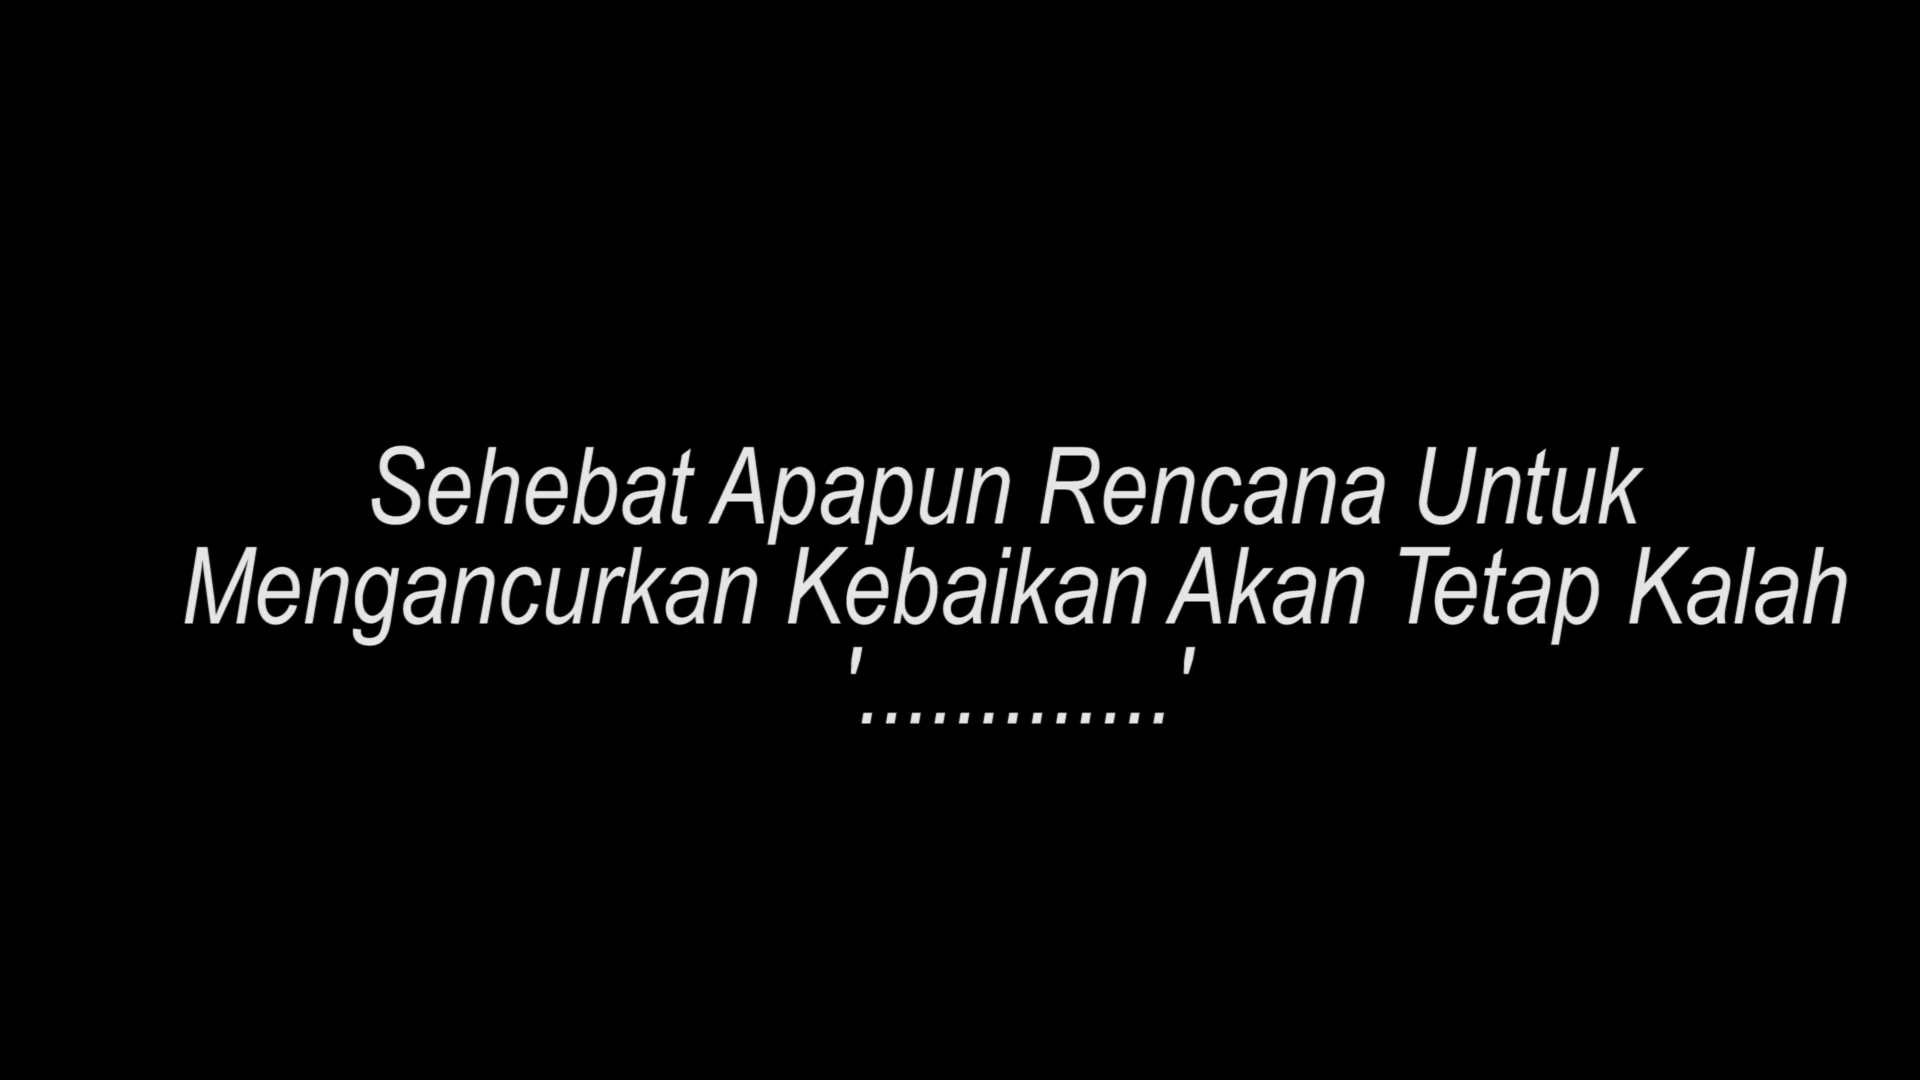 Sehebat Apapun Rencana Untuk
Mengancurkan Kebaikan Akan Tetap Kalah
'.............'